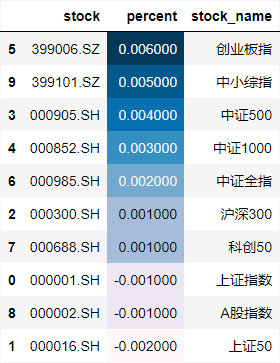 stock percent stock_name
5 399006.SZ 0.006000 创业板指
9 399101.SZ 0.005000 中小综指
3 000905.SH 0.004000 中证500
4 000852.SH 0.003000 中证1000
6 000985.SH 0.002000 中证全指
2 000300.SH 0.001000 沪深300
7 000688.SH 0.001000 科创50
0 000001.SH -0.001000 上证指数
8 000002.SH -0.001000 A股指数
1 000016.SH -0.002000 上证50